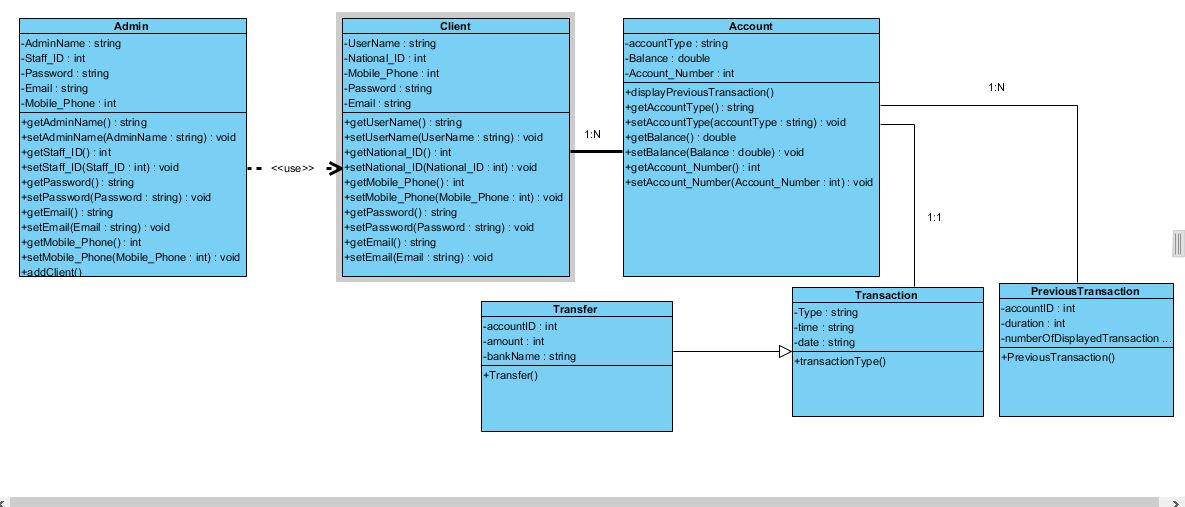 Admin
-AdminName : string
-Staff_ID : int
-Password : string
-Email : string
-Mobile_Phone : int
+getAdminName() : string
+setAdminName(AdminName : string) : void
+getStaff_ID() : int
+setStaff_ID(Staff_ID : int) : void
+getPassword() : string
+setPassword(Password : string) : void
+getEmail() : string
+setEmail(Email : string) : void
+getMobile_Phone() : int
+setMobile_Phone(Mobile_Phone : int) : void
+addClient()
<<use>>
Client
-UserName : string
-National_ID : int
-Mobile_Phone : int
-Password : string
-Email : string
+getUserName() : string
+setUserName(UserName : string) : void
+getNational_ID() : int
+setNational_ID(National_ID : int) : void
+getMobile_Phone() : int
+setMobile_Phone(Mobile_Phone : int) : void
+getPassword() : string
+setPassword(Password : string) : void
+getEmail() : string
+setEmail(Email : string) : void
1:N
Account
-accountType : string
-Balance : double
-Account_Number : int
+displayPreviousTransaction()
+getAccountType() : string
+setAccountType(accountType : string) : void
+getBalance() : double
+setBalance(Balance : double) : void
+getAccount_Number() : int
+setAccount_Number(Account_Number : int) : void
1:N
1:1
Transfer
-accountID : int
-amount : int
-bankName : string
+Transfer()
Transaction
-Type : string
-time : string
-date : string
+transactionType()
PreviousTransaction
-accountID : int
-duration : int
-numberOfDisplayedTransaction ...
+PreviousTransaction()